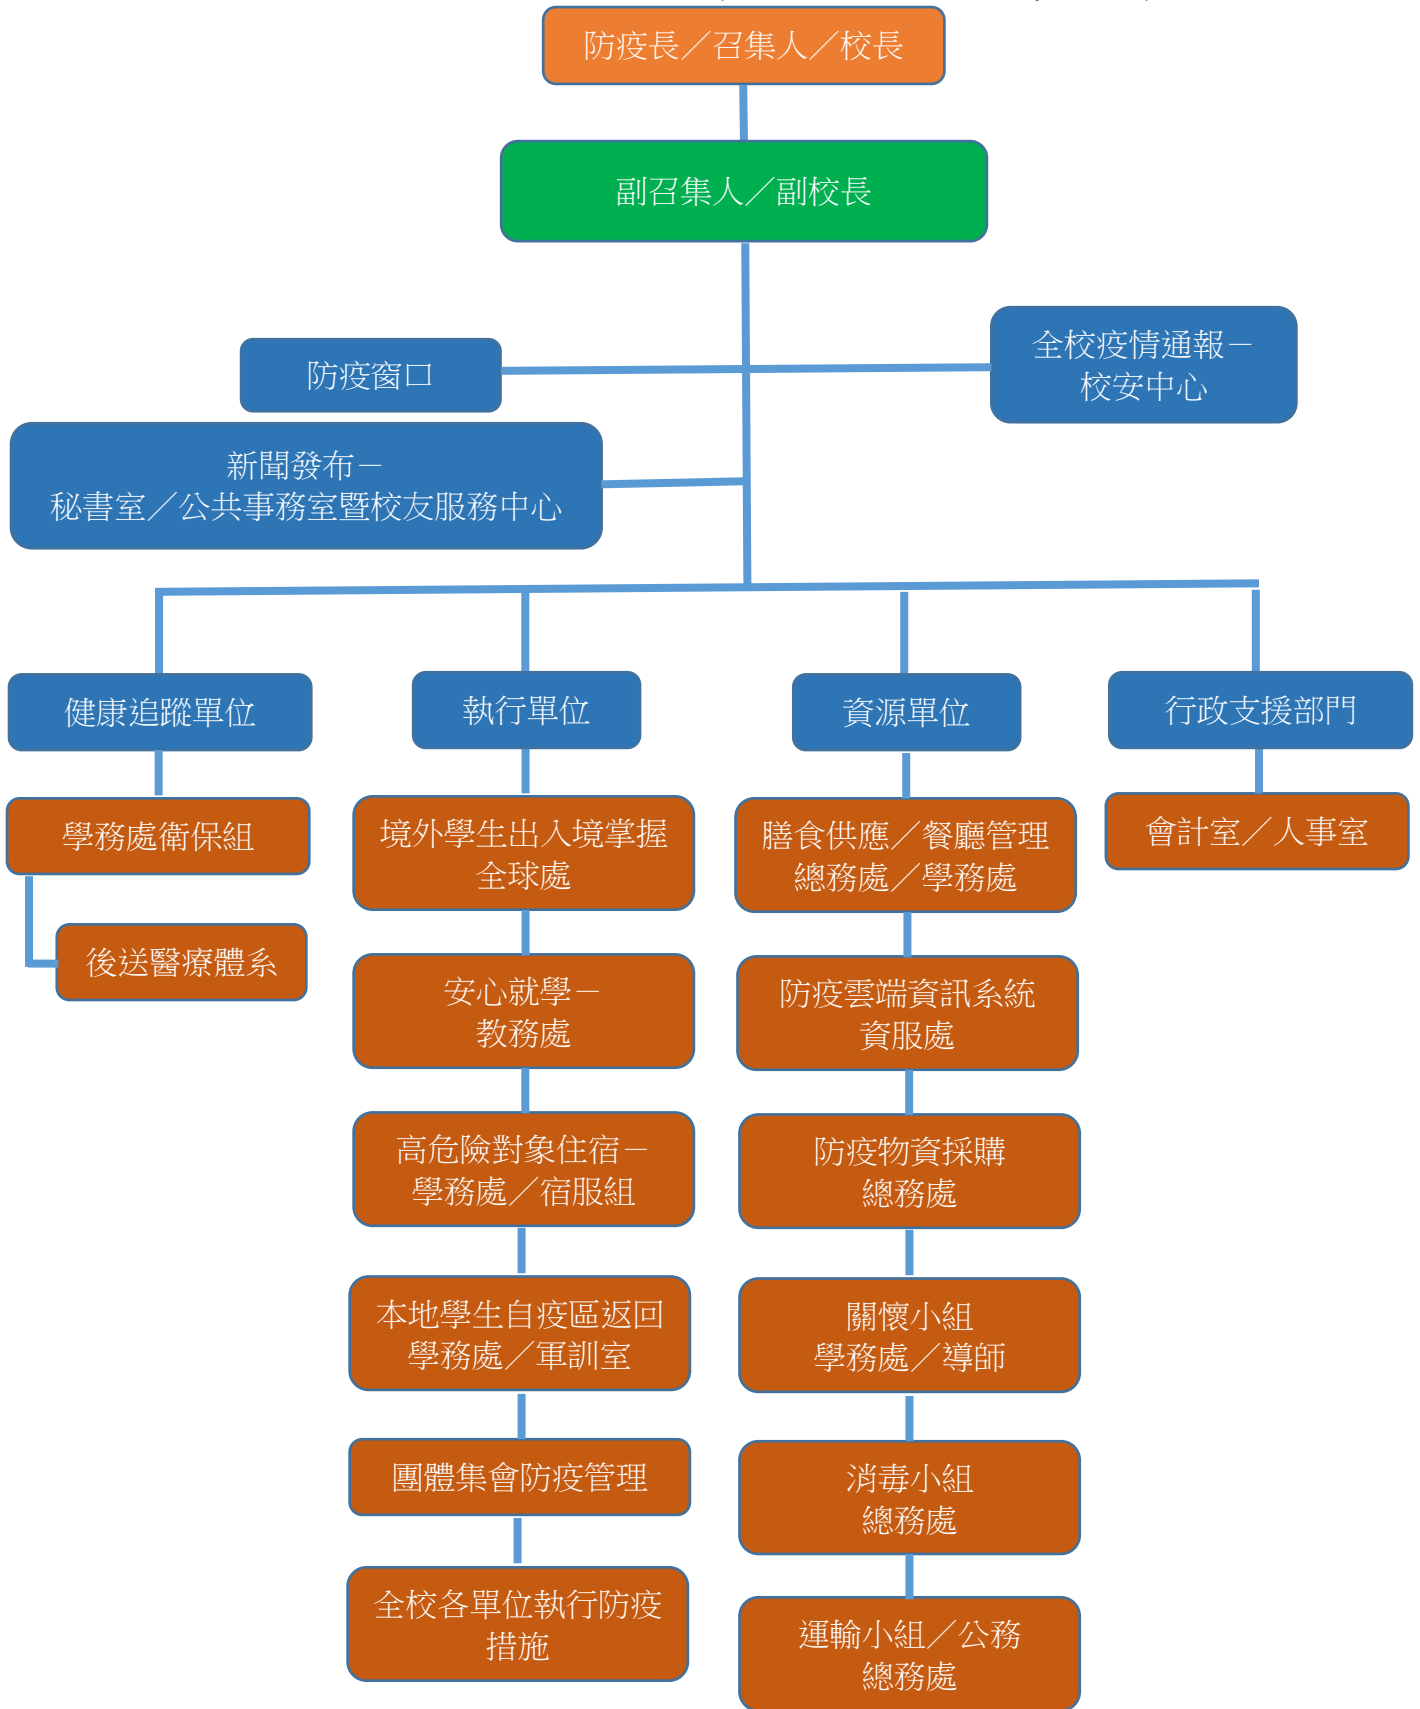 防疫長／召集人／校長
副召集人／副校長
防疫窗口
全校疫情通報－
校安中心
新聞發布－
秘書室／公共事務室暨校友服務中心
健康追蹤單位
學務處衛保組
後送醫療體系
執行單位
境外學生出入境掌握
全球處
安心就學－
教務處
高危險對象住宿－
學務處／宿服組
本地學生自疫區返回
學務處／軍訓室
團體集會防疫管理
全校各單位執行防疫
措施
資源單位
膳食供應／餐廳管理
總務處／學務處
防疫雲端資訊系統
資服處
防疫物資採購
總務處
關懷小組
學務處／導師
消毒小組
總務處
運輸小組／公務
總務處
行政支援部門
會計室／人事室